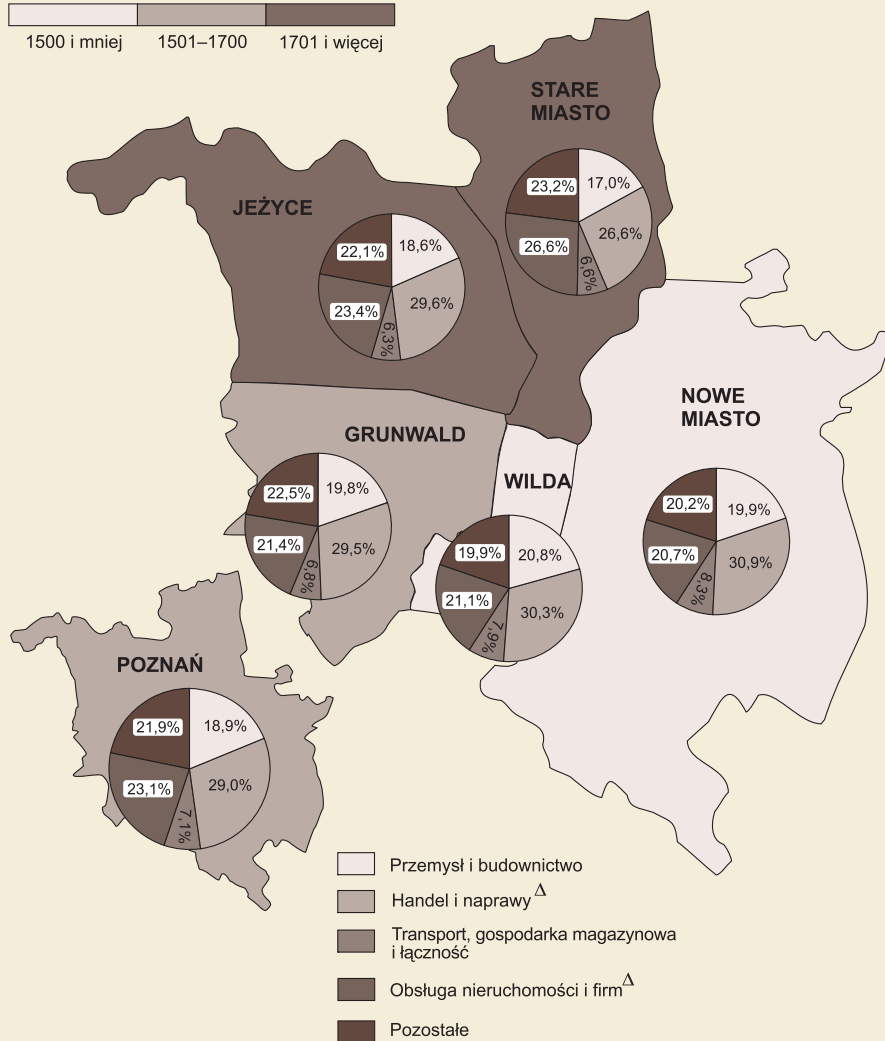 1500 i mniej 1501–1700 1701 i więcej
STARE
MIASTO
23,2% 17,0%
26,6% 26,6%
6,6%
JEŻYCE
22,1% 18,6%
23,4% 29,6%
6,3%
NOWE
MIASTO
20,2% 19,9%
20,7% 30,9%
8,3%
GRUNWALD
22,5% 19,8%
21,4% 29,5%
6,8%
WILDA
19,9% 20,8%
21,1% 30,3%
7,9%
POZNAŃ
21,9% 18,9%
23,1% 29,0%
7,1%
Przemysł i budownictwo
Handel i naprawy Δ
Transport, gospodarka magazynowa
i łączność
Obsługa nieruchomości i firm Δ
Pozostałe